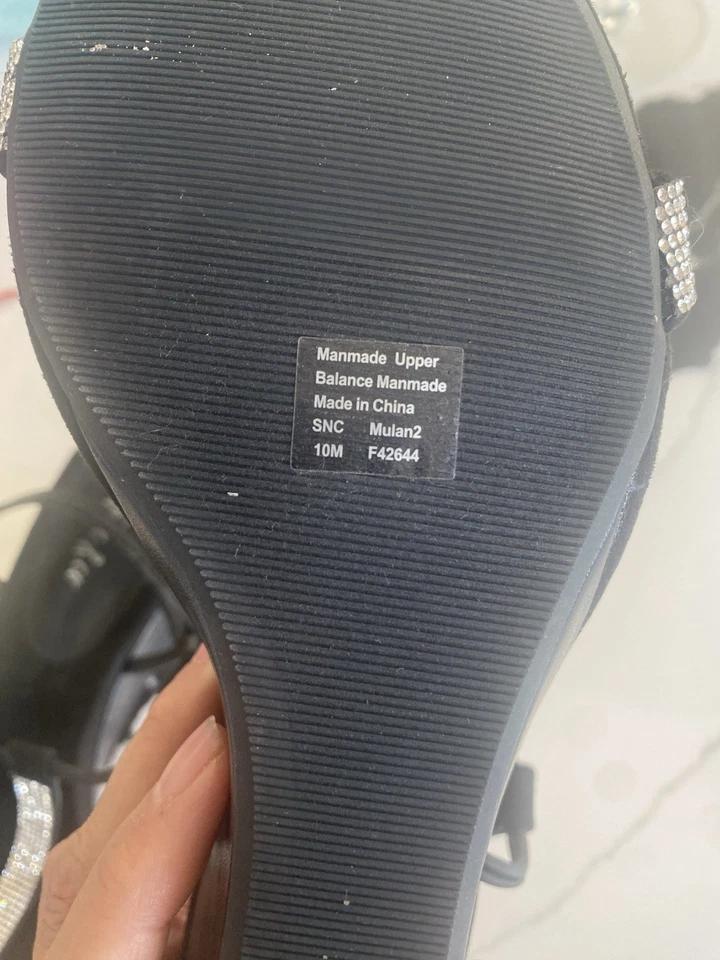 Manmade Upper
Balance Manmade
Made in China
SNC Mulan2
10M F42644